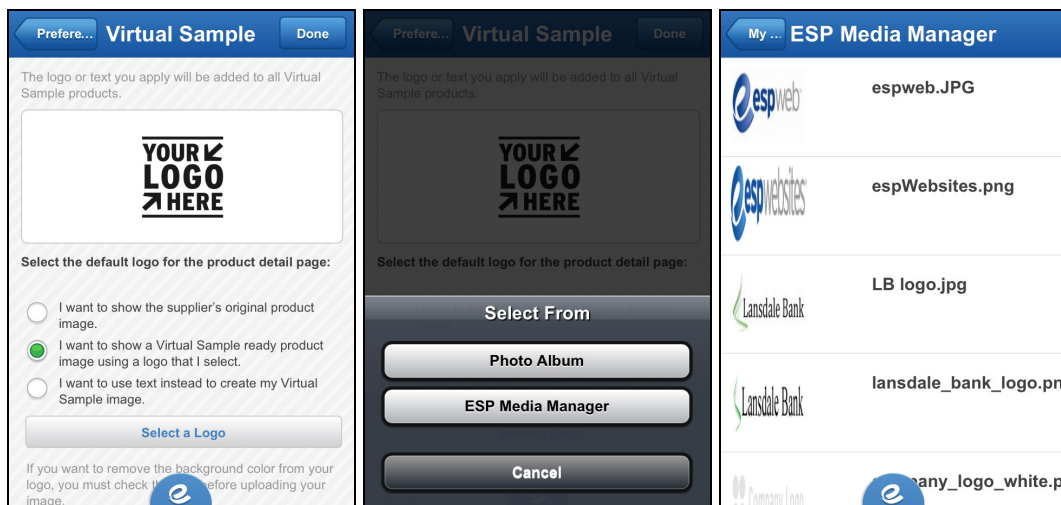 Prefere...
Virtual Sample
Done
The logo or text you apply will be added to all Virtual
Sample products.
YOUR
LOGO
HERE
Select the default logo for the product detail page:
I want to show the supplier's original product
image.
I want to show a Virtual Sample ready product
image using a logo that I select.
I want to use text instead to create my Virtual
Sample image.
Select a Logo
If you want to remove the background color from your
logo, you must check before uploading your
image.
Prefere...
Virtual Sample
Done
The logo or text you apply will be added to all Virtual
Sample products.
YOUR
LOGO
HERE
Select the default logo for the product detail page:
Select From
Photo Album
ESP Media Manager
Cancel
My ...
ESP Media Manager
espweb
espweb.JPG
espwebsites
espWebsites.png
Lansdale Bank
LB logo.jpg
Lansdale Bank
lansdale_bank_logo.pn
Company Logo
any_logo_white.p